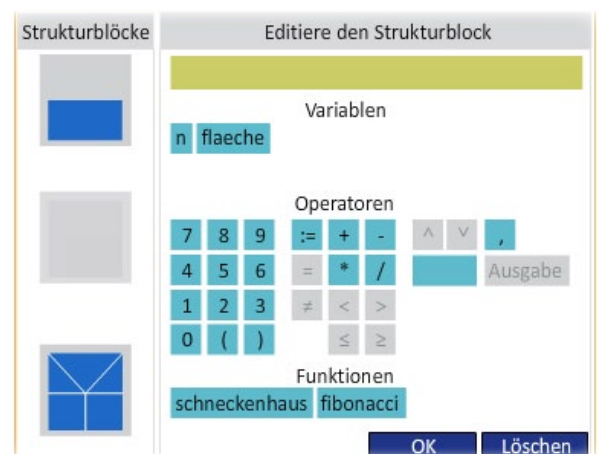 Strukturblöcke Editiere den Strukturblock
Variablen
n flaeche
Operatoren
7 8 9 := + - ^ v ,
4 5 6 = * / Ausgabe
1 2 3 ≠ < >
0 ( ) ≤ ≥
Funktionen
schneckenhaus fibonacci
OK Löschen